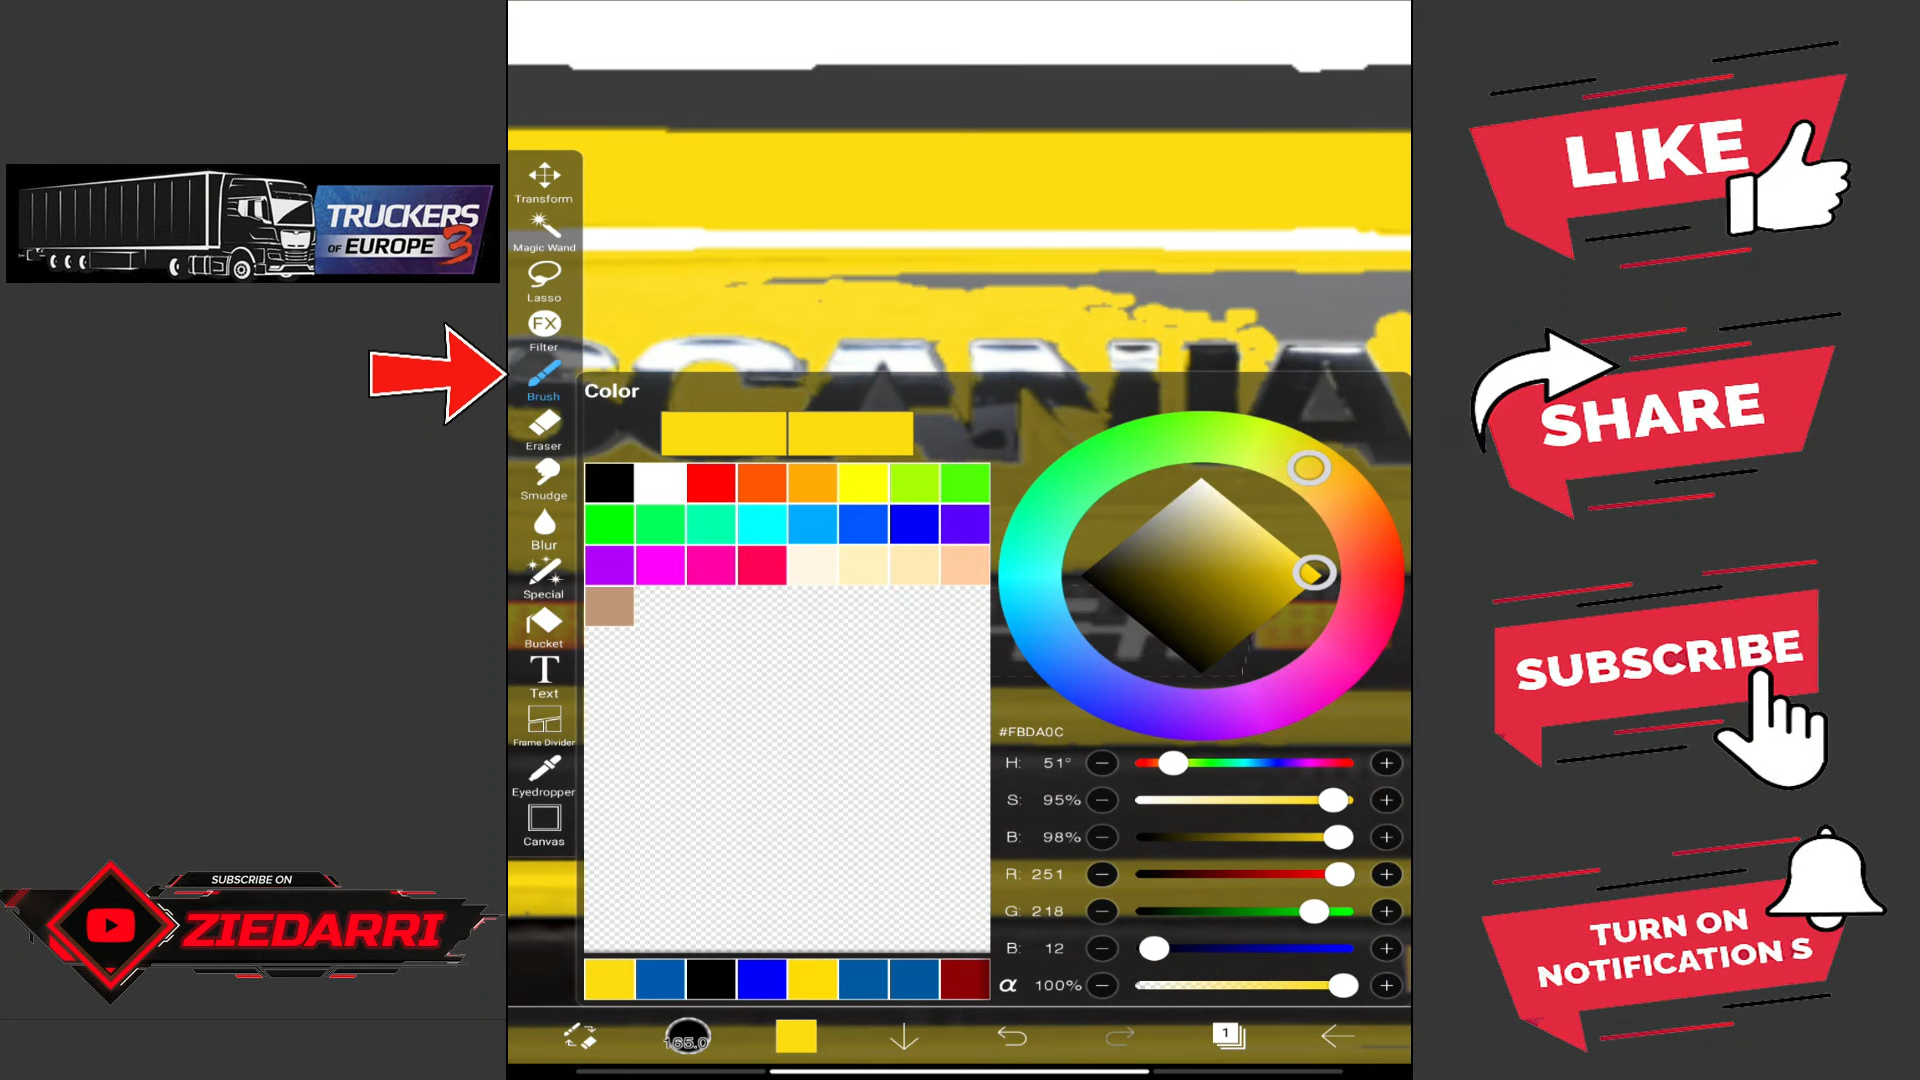 TRUCKERS
OF EUROPE 3
SUBSCRIBE ON
ZIEDARRI
Transform
Magic Wand
Lasso
FX
Filter
Brush
Eraser
Smudge
Blur
Special
Bucket
T
Text
Frame Divider
Eyedropper
Canvas
SCANIA
Color
#FBDA0C
H: 51°
S: 95%
B: 98%
R: 251
G: 218
B: 12
α 100%
165.0
1
LIKE
SHARE
SUBSCRIBE
TURN ON
NOTIFICATION S